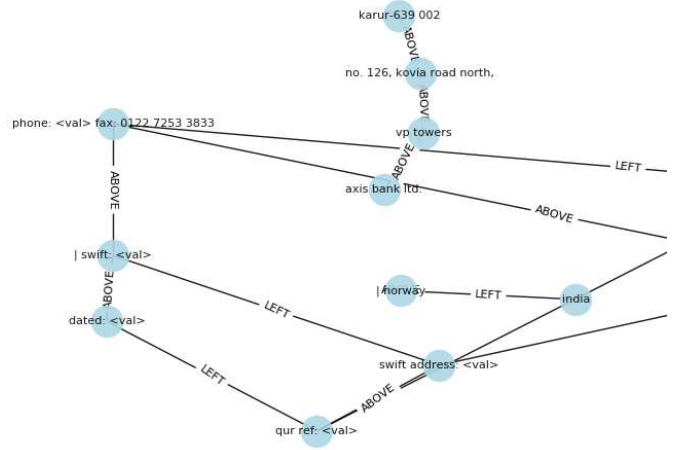 karur-639 002
ABOVE
no. 126, kovia road north,
ABOVE
vp towers
phone: <val> fax: 0122 7253 3833
ABOVE
LEFT
axis bank ltd.
ABOVE
ABOVE
| swift: <val>
ABOVE
norway
LEFT
india
LEFT
dated: <val>
swift address: <val>
LEFT
ABOVE
qur ref: <val>